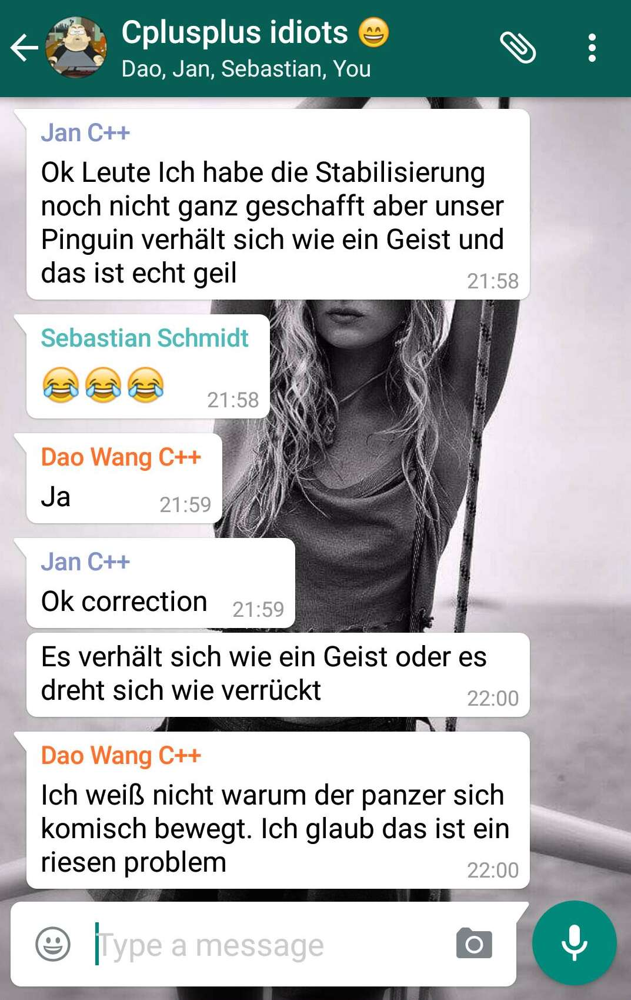 Cplusplus idiots 😄
Dao, Jan, Sebastian, You
Jan C++
Ok Leute Ich habe die Stabilisierung
noch nicht ganz geschafft aber unser
Pinguin verhält sich wie ein Geist und
das ist echt geil
21:58
Sebastian Schmidt
😂😂😂
21:58
Dao Wang C++
Ja
21:59
Jan C++
Ok correction
21:59
Es verhält sich wie ein Geist oder es
dreht sich wie verrückt
22:00
Dao Wang C++
Ich weiß nicht warum der panzer sich
komisch bewegt. Ich glaub das ist ein
riesen problem
22:00
Type a message